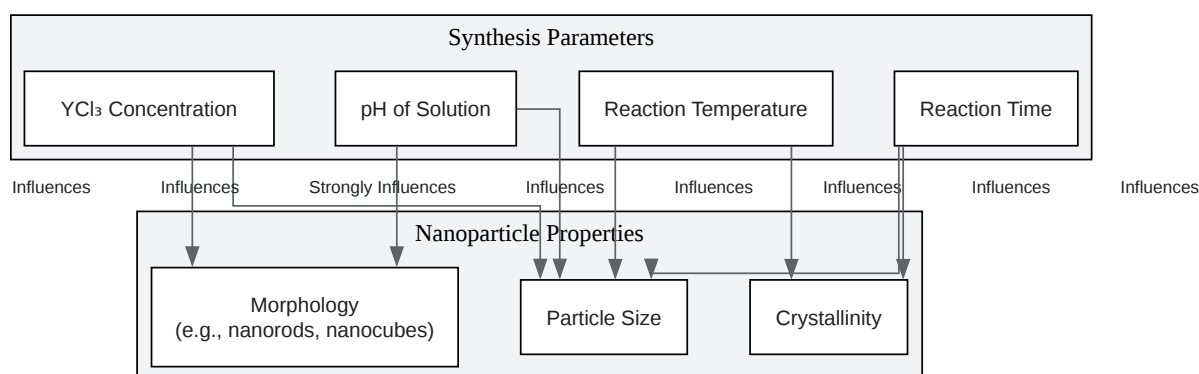 Synthesis Parameters
YCl₃ Concentration
pH of Solution
Reaction Temperature
Reaction Time
Influences
Influences
Strongly Influences
Influences
Influences
Influences
Influences
Influences
Nanoparticle Properties
Morphology
(e.g., nanorods, nanocubes)
Particle Size
Crystallinity